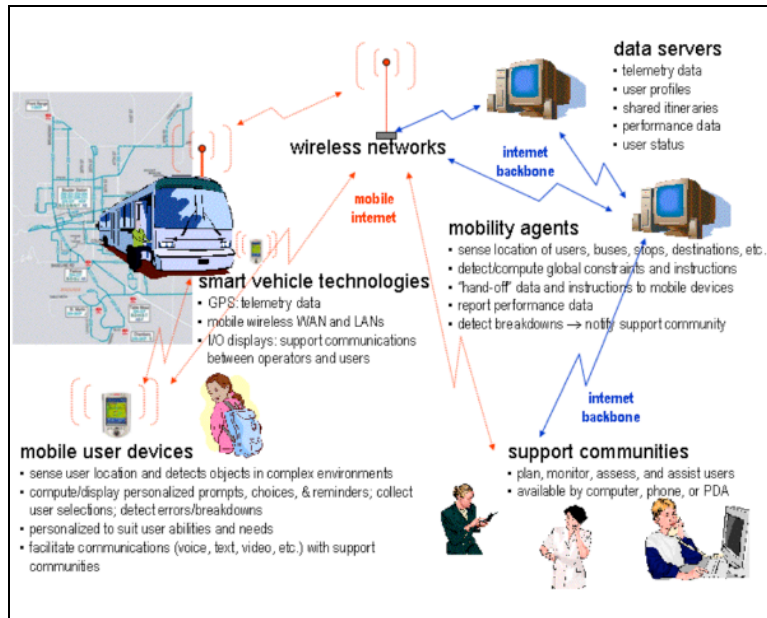 data servers
▪ telemetry data
▪ user profiles
▪ shared itineraries
▪ performance data
▪ user status
wireless networks
internet
backbone
mobile
internet
mobility agents
▪ sense location of users, buses, stops, destinations, etc.
▪ detect/compute global constraints and instructions
▪ "hand-off" data and instructions to mobile devices
▪ report performance data
▪ detect breakdowns → notify support community
smart vehicle technologies
▪ GPS: telemetry data
▪ mobile wireless WAN and LANs
▪ I/O displays: support communications
between operators and users
internet
backbone
mobile user devices
▪ sense user location and detects objects in complex environments
▪ compute/display personalized prompts, choices, & reminders; collect
user selections; detect errors/breakdowns
▪ personalized to suit user abilities and needs
▪ facilitate communications (voice, text, video, etc.) with support
communities
support communities
▪ plan, monitor, assess, and assist users
▪ available by computer, phone, or PDA